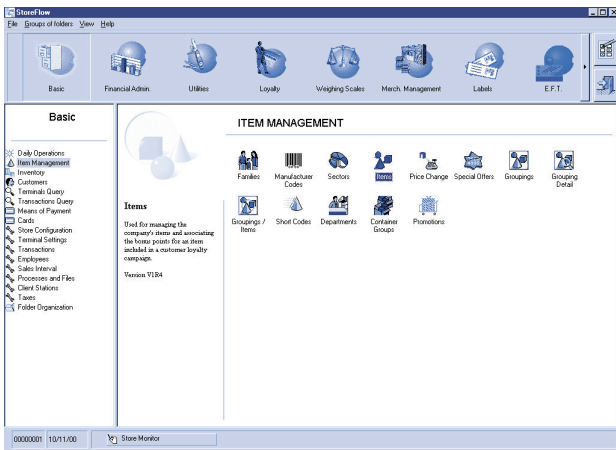 StoreFlow
File Groups of folders View Help
Basic Financial Admin. Utilities Loyalty Weighing Scales Merch. Management Labels E.F.T.
Basic
Daily Operations
Item Management
Inventory
Customers
Terminals Query
Transactions Query
Means of Payment
Cards
Store Configuration
Terminal Settings
Transactions
Employees
Sales Interval
Processes and Files
Client Stations
Taxes
Folder Organization
Items
Used for managing the
company's items and associating
the bonus points for an item
included in a customer loyalty
campaign.
Version V1R4
ITEM MANAGEMENT
Families Manufacturer Codes Sectors Items Price Change Special Offers Groupings Grouping Detail
Groupings / Items Short Codes Departments Container Groups Promotions
00000001 10/11/00 Store Monitor